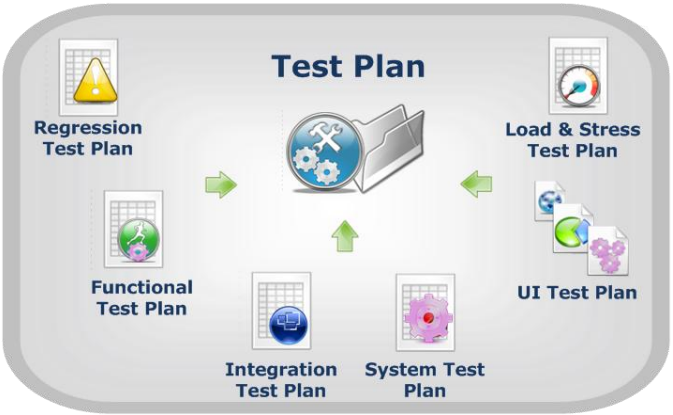 Test Plan
Regression
Test Plan
Load & Stress
Test Plan
Functional
Test Plan
UI Test Plan
Integration
Test Plan
System Test
Plan